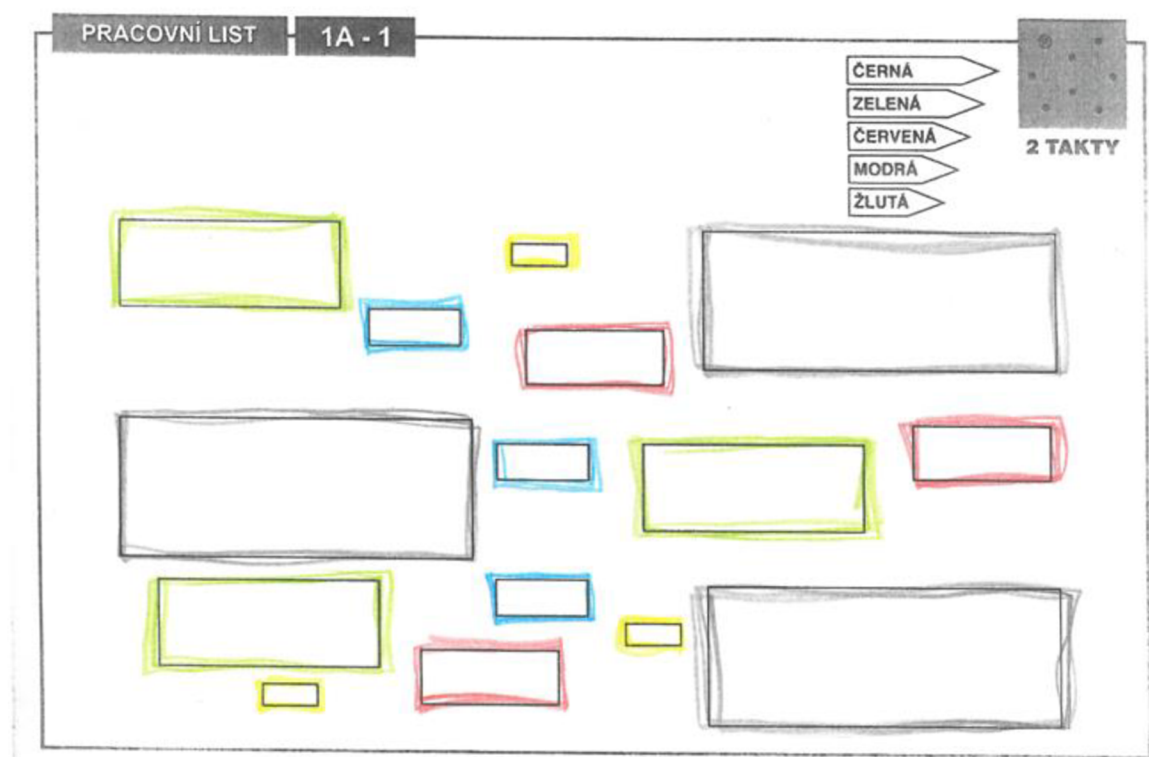 PRACOVNÍ LIST 1A - 1
ČERNÁ
ZELENÁ
ČERVENÁ
MODRÁ
ŽLUTÁ
2 TAKTY